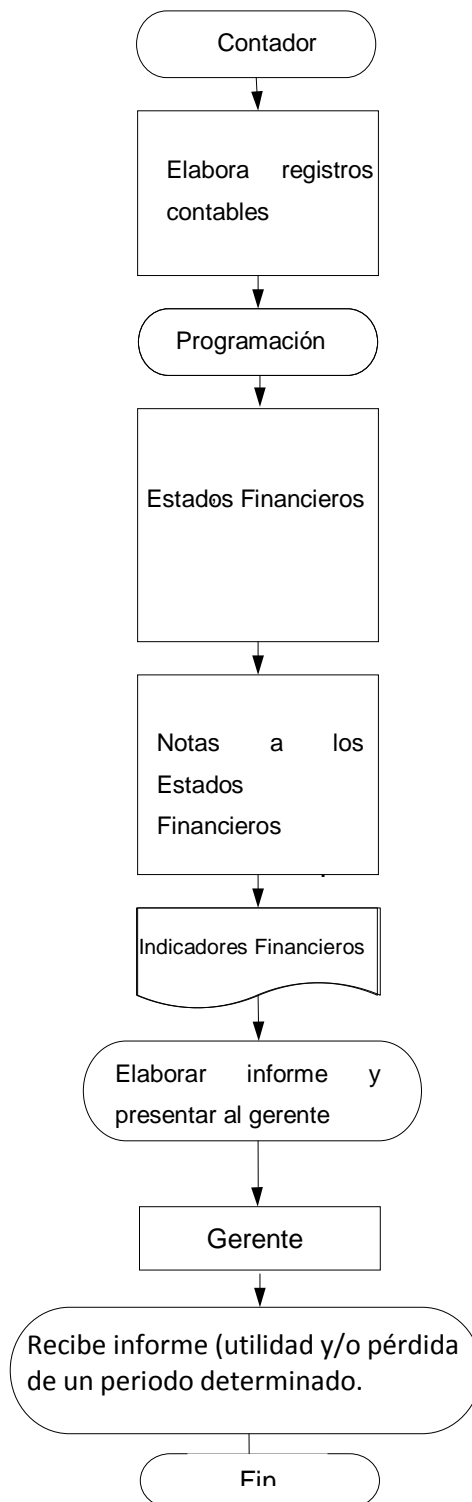 Contador
Elabora registros
contables
Programación
Estados Financieros
Notas a los
Estados
Financieros
Indicadores Financieros
Elaborar informe y
presentar al gerente
Gerente
Recibe informe (utilidad y/o pérdida
de un periodo determinado.
Fin